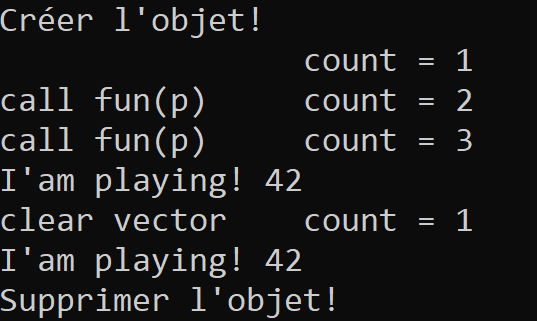 Créer l'objet!
count = 1
call fun(p) count = 2
call fun(p) count = 3
I'am playing! 42
clear vector count = 1
I'am playing! 42
Supprimer l'objet!